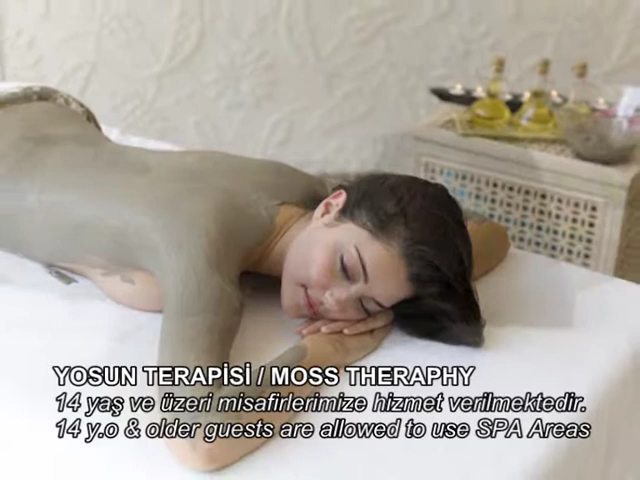 YOSUN TERAPİSİ / MOSS THERAPHY
14 yaş ve üzeri misafirlerimize hizmet verilmektedir.
14 y.o & older guests are allowed to use SPA Areas